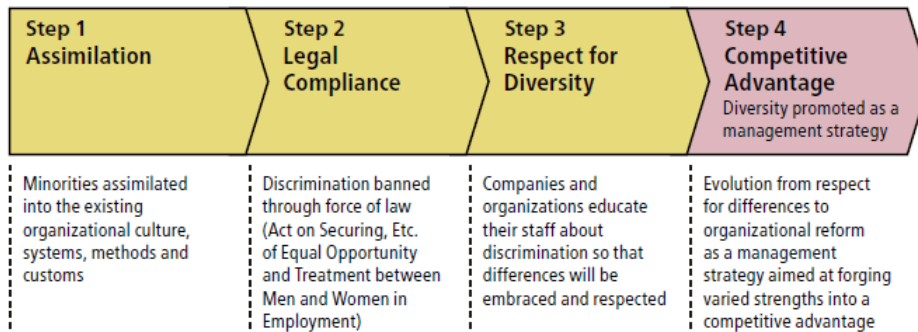 Step 1
Assimilation
Step 2
Legal
Compliance
Step 3
Respect for
Diversity
Step 4
Competitive
Advantage
Diversity promoted as a
management strategy
Minorities assimilated
into the existing
organizational culture,
systems, methods and
customs
Discrimination banned
through force of law
(Act on Securing, Etc.
of Equal Opportunity
and Treatment between
Men and Women in
Employment)
Companies and
organizations educate
their staff about
discrimination so that
differences will be
embraced and respected
Evolution from respect
for differences to
organizational reform
as a management
strategy aimed at forging
varied strengths into a
competitive advantage